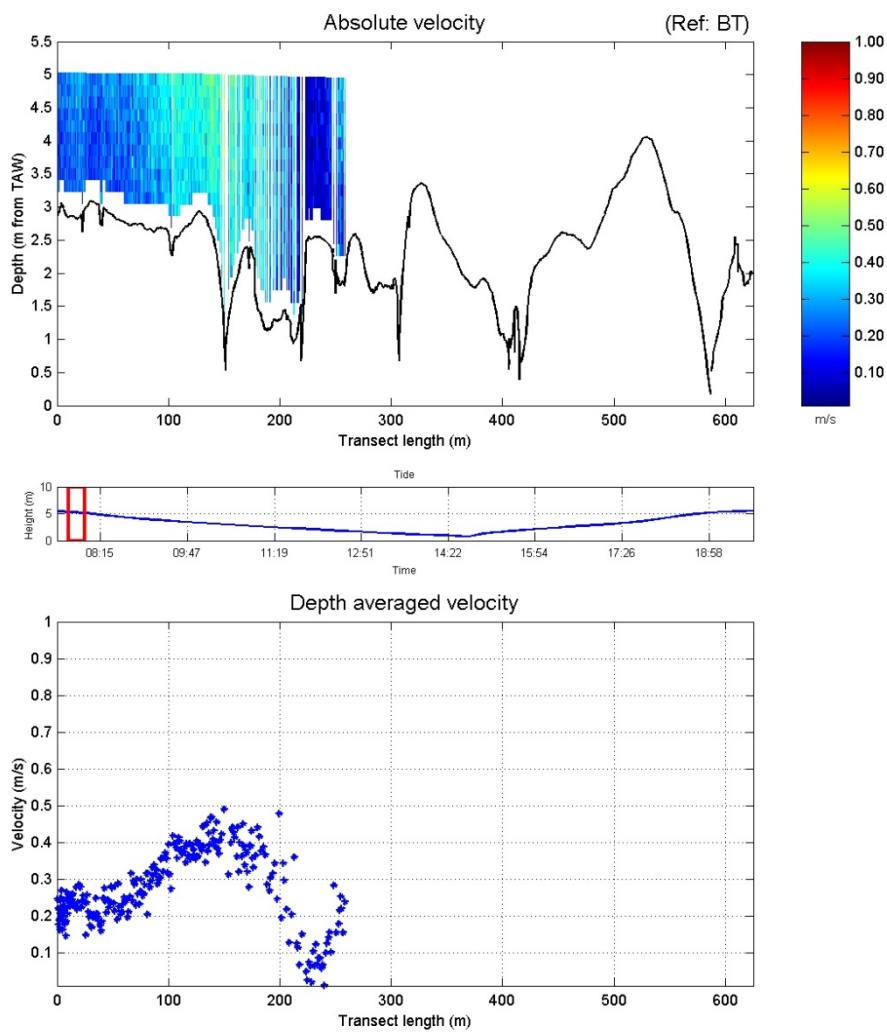 Absolute velocity (Ref: BT)
5.5
5
4.5
4
3.5
3
2.5
2
1.5
1
0.5
0
Depth (m from TAW)
0 100 200 300 400 500 600
Transect length (m)
1.00
0.90
0.80
0.70
0.60
0.50
0.40
0.30
0.20
0.10
m/s
Tide
10
5
0
Height (m)
08:15 09:47 11:19 12:51 14:22 15:54 17:26 18:58
Time
Depth averaged velocity
1
0.9
0.8
0.7
0.6
0.5
0.4
0.3
0.2
0.1
Velocity (m/s)
0 100 200 300 400 500 600
Transect length (m)